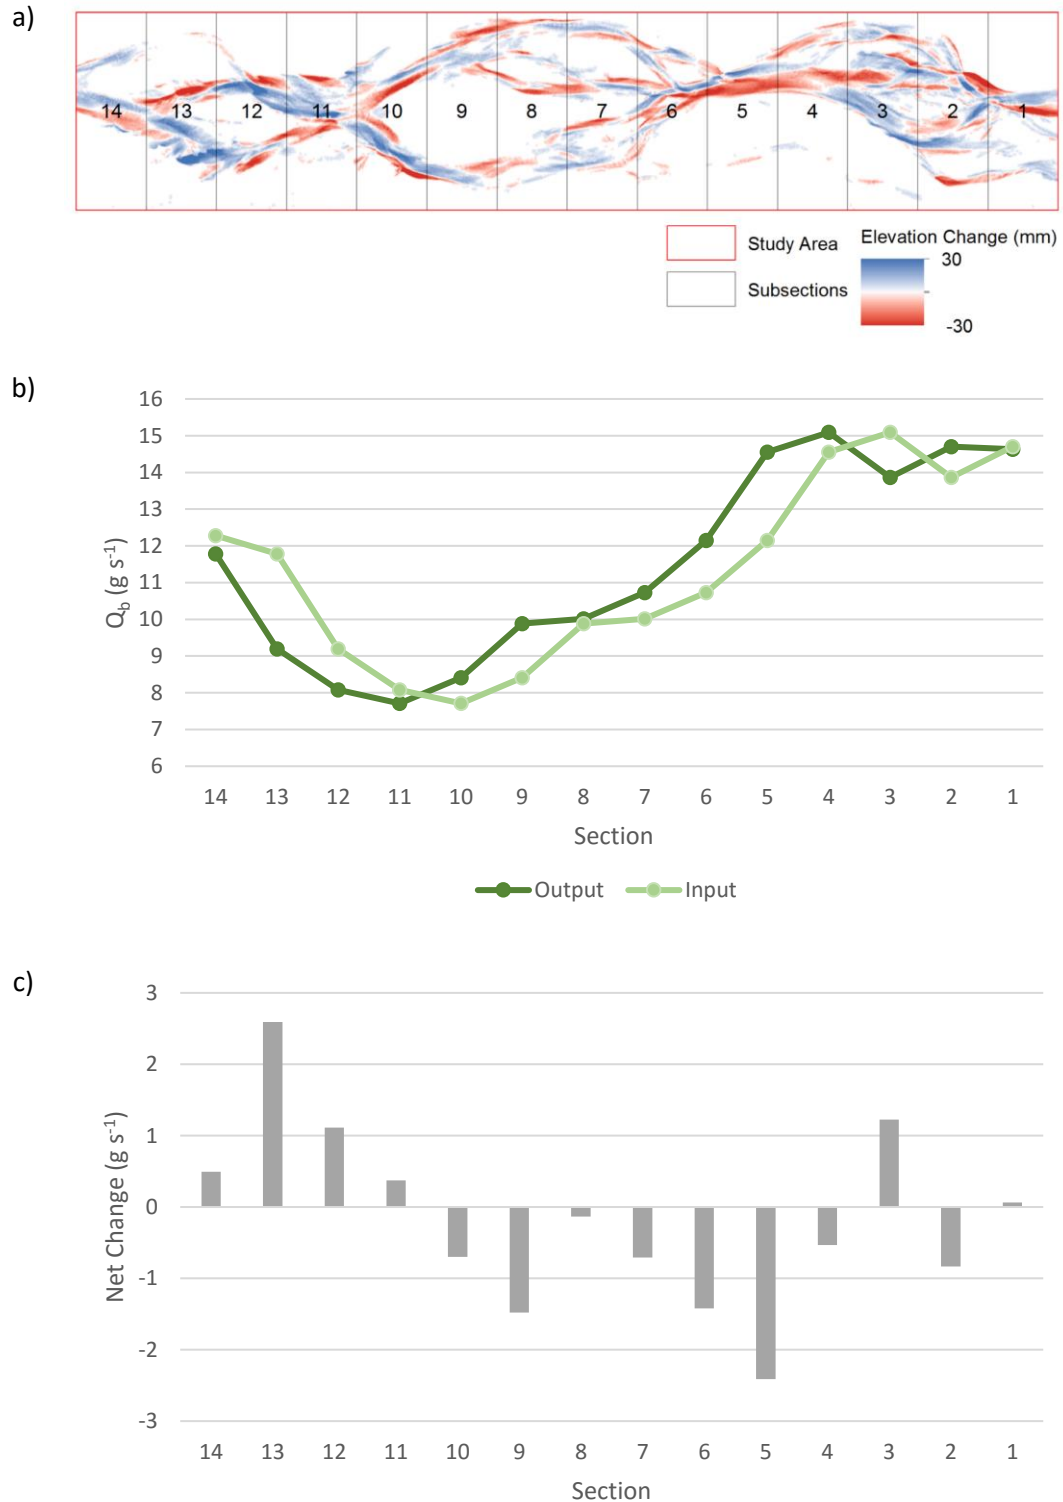 a)
14 13 12 11 10 9 8 7 6 5 4 3 2 1
Study Area
Subsections
Elevation Change (mm)
30
-30
b)
16
15
14
13
12
11
10
9
8
7
6
Q_b (g s⁻¹)
14 13 12 11 10 9 8 7 6 5 4 3 2 1
Section
Output Input
c)
3
2
1
0
-1
-2
-3
Net Change (g s⁻¹)
14 13 12 11 10 9 8 7 6 5 4 3 2 1
Section